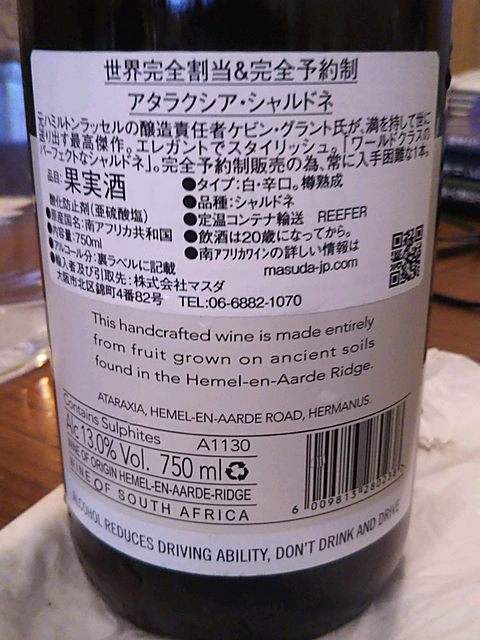 世界完全割当&完全予約制
アタラクシア・シャルドネ
元ハミルトンラッセルの醸造責任者ケビン・グラント氏が、満を持して世に
送り出す最高傑作。エレガントでスタイリッシュ。「ワールドクラスの
パーフェクトなシャルドネ」。完全予約制販売の為、常に入手困難な1本。
品目:果実酒
酸化防止剤(亜硫酸塩)
●原産国名:南アフリカ共和国
●内容量:750ml
●アルコール分:裏ラベルに記載
●輸入者及び引取先:株式会社マスダ
大阪市北区錦町4番82号 TEL:06-6882-1070
●タイプ:白・辛口。樽熟成
●品種:シャルドネ
●定温コンテナ輸送 REEFER
●飲酒は20歳になってから。
●南アフリカワインの詳しい情報は
masuda-jp.com
This handcrafted wine is made entirely
from fruit grown on ancient soils
found in the Hemel-en-Aarde Ridge.
ATARAXIA, HEMEL-EN-AARDE ROAD, HERMANUS.
Contains Sulphites A1130
Alc 13.0% Vol. 750 ml
WINE OF ORIGIN HEMEL-EN-AARDE-RIDGE
WINE OF SOUTH AFRICA
ALCOHOL REDUCES DRIVING ABILITY, DON'T DRINK AND DRIVE